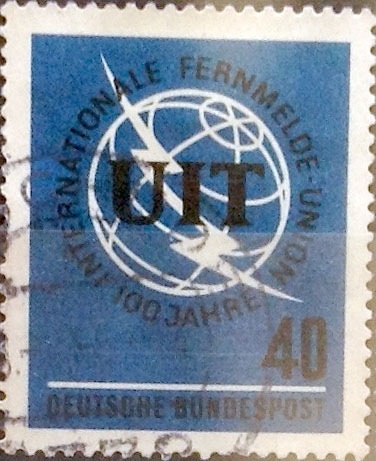 100 JAHRE INTERNATIONALE FERNMELDE-UNION
UIT
40
DEUTSCHE BUNDESPOST